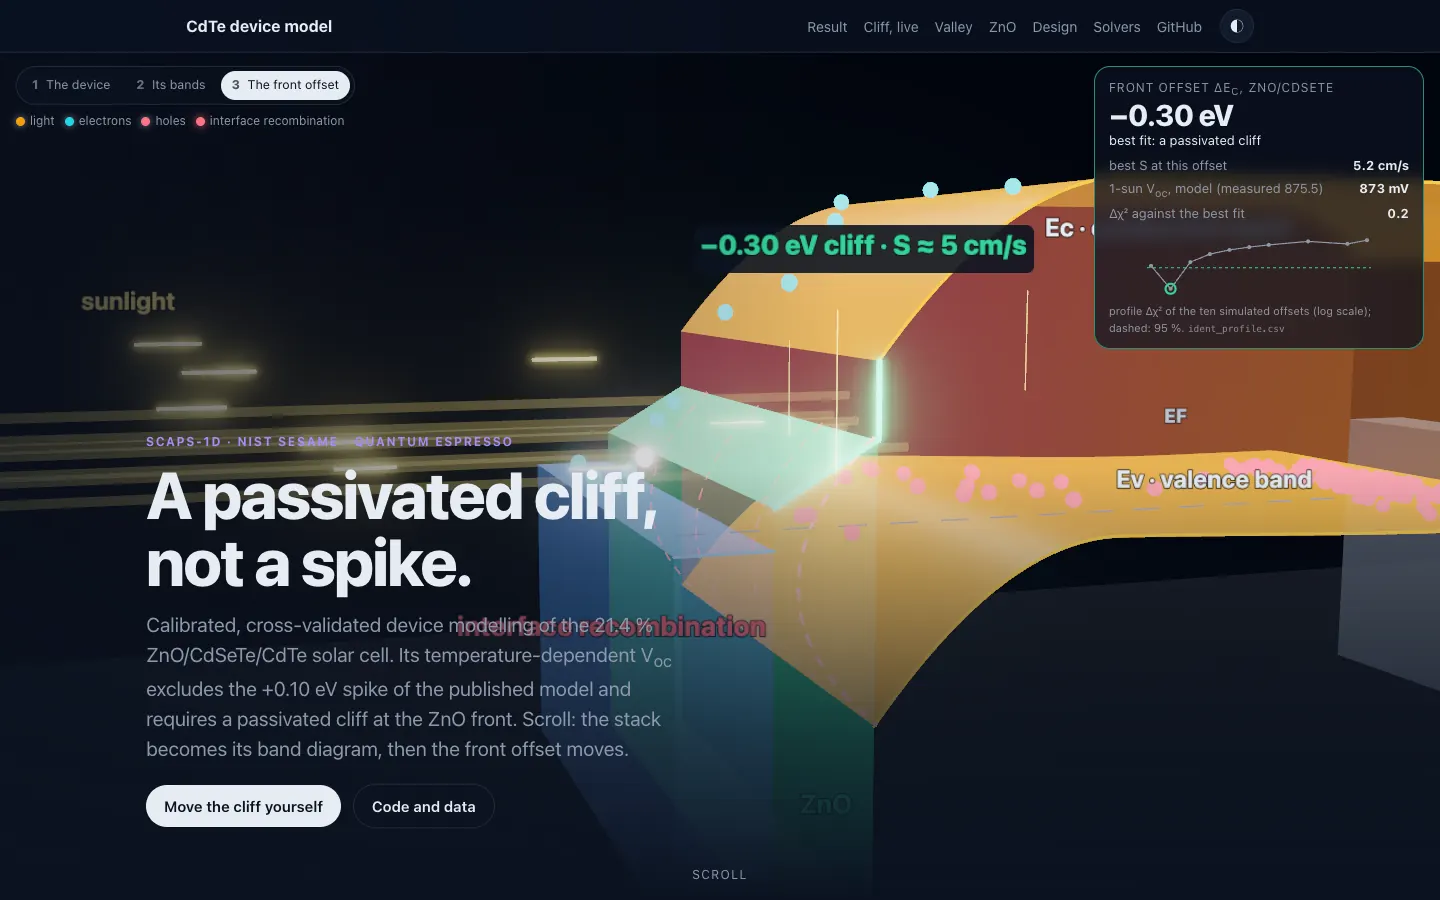 CdTe device model
Result Cliff, live Valley ZnO Design Solvers GitHub
1 The device 2 Its bands 3 The front offset
light electrons holes interface recombination
FRONT OFFSET ΔEC, ZNO/CDSETE
−0.30 eV
best fit: a passivated cliff
best S at this offset 5.2 cm/s
1-sun Voc, model (measured 875.5) 873 mV
Δχ² against the best fit 0.2
profile Δχ² of the ten simulated offsets (log scale);
dashed: 95 %. ident_profile.csv
Ec ·
−0.30 eV cliff · S ≈ 5 cm/s
sunlight
EF
Ev · valence band
SCAPS-1D · NIST SESAME · QUANTUM ESPRESSO
A passivated cliff,
not a spike.
Calibrated, cross-validated device modelling of the 21.4 %
interface recombination
ZnO/CdSeTe/CdTe solar cell. Its temperature-dependent Voc
excludes the +0.10 eV spike of the published model and
requires a passivated cliff at the ZnO front. Scroll: the stack
becomes its band diagram, then the front offset moves.
Move the cliff yourself Code and data
ZnO
SCROLL